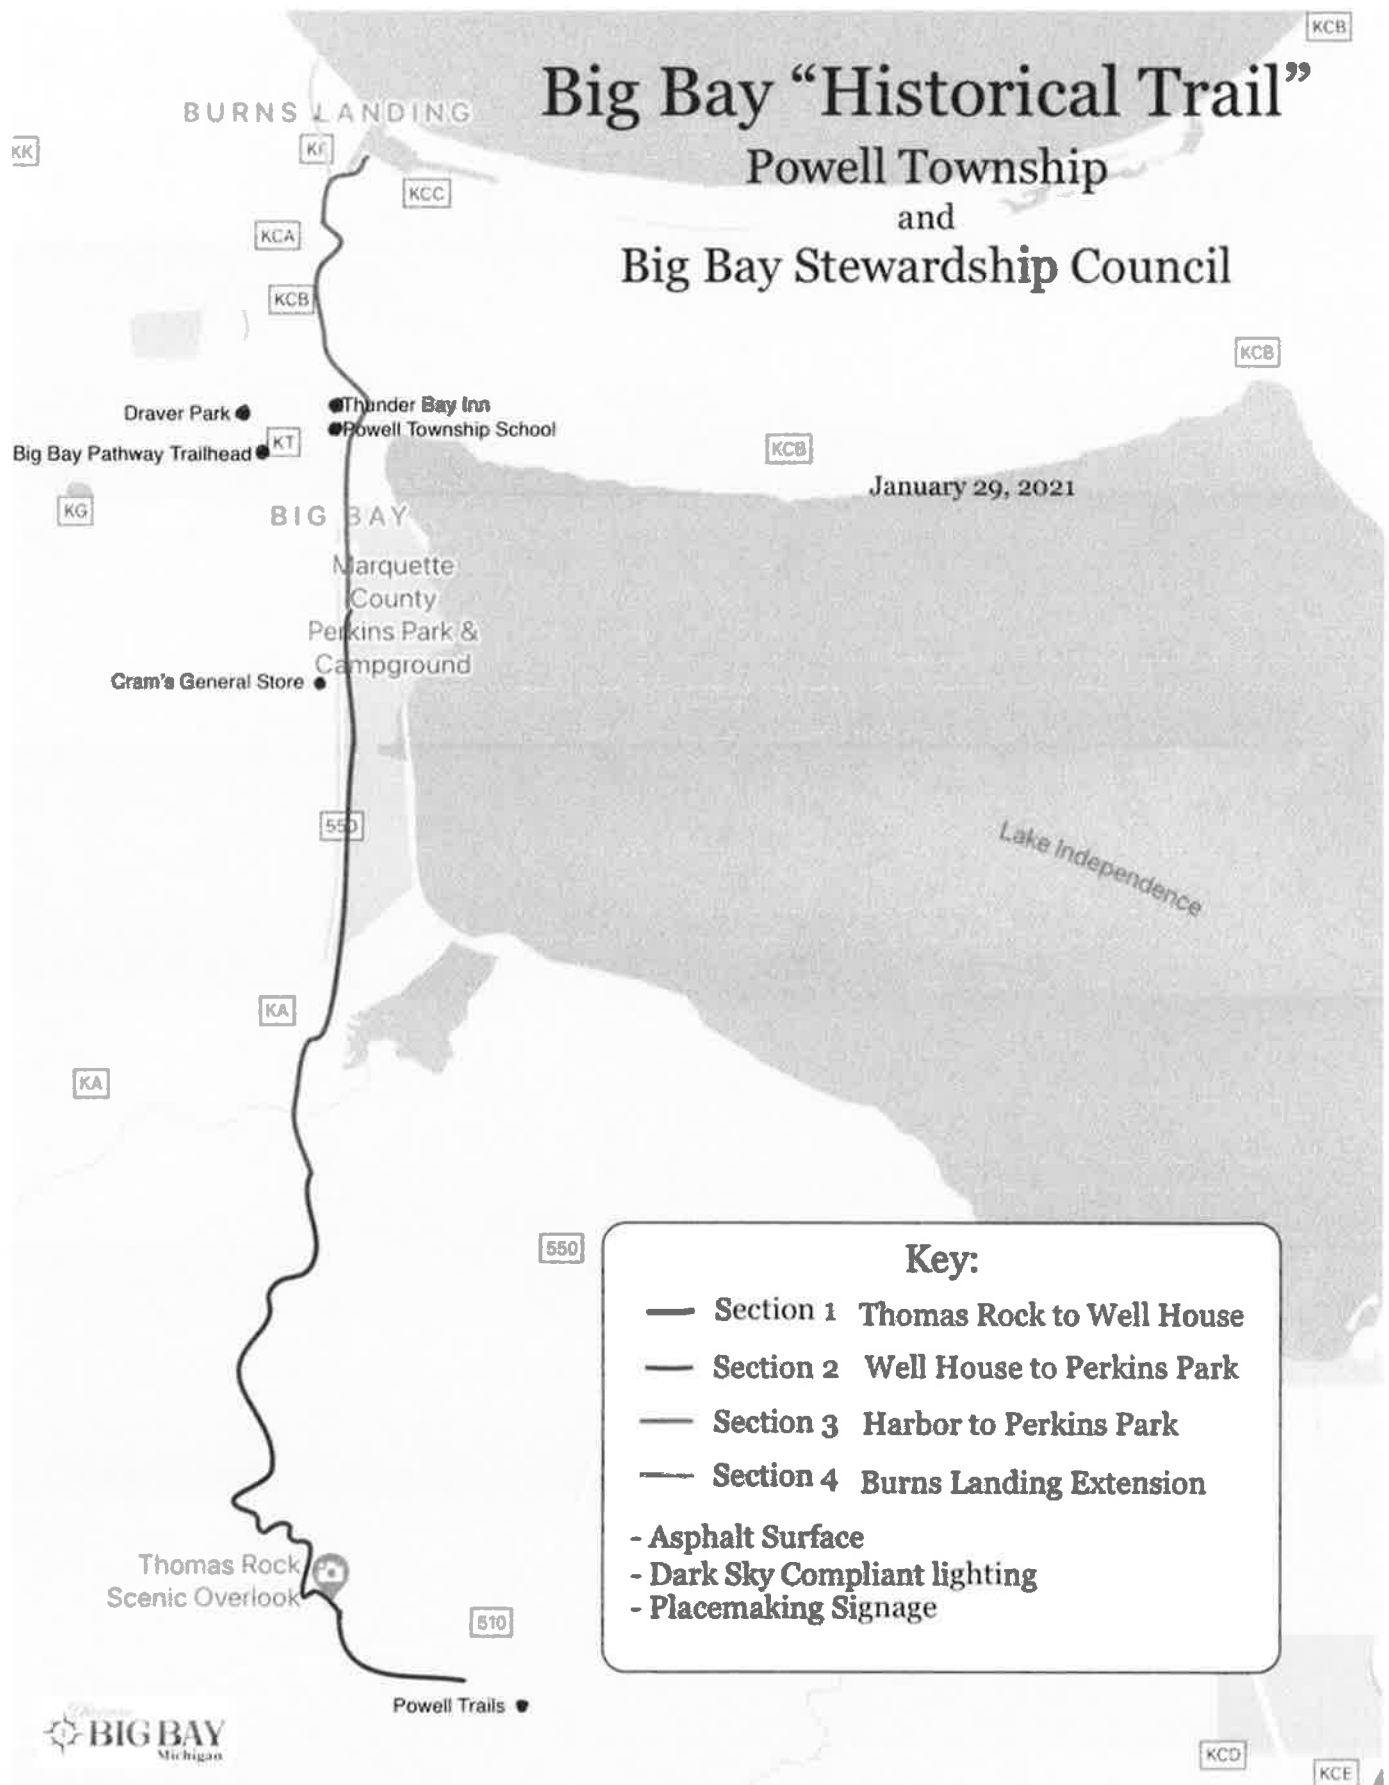 KCB
Big Bay “Historical Trail”
BURNS LANDING
KK
KF
Powell Township
KCC
and
KCA
Big Bay Stewardship Council
KCB
KCB
Thunder Bay Inn
Draver Park
Powell Township School
KT
KCB
Big Bay Pathway Trailhead
January 29, 2021
KG
BIG BAY
Marquette
County
Perkins Park &
Campground
Cram's General Store
550
Lake Independence
KA
KA
550
Key:
Section 1 Thomas Rock to Well House
Section 2 Well House to Perkins Park
Section 3 Harbor to Perkins Park
Section 4 Burns Landing Extension
- Asphalt Surface
- Dark Sky Compliant lighting
- Placemaking Signage
Thomas Rock
Scenic Overlook
510
Powell Trails
BIG BAY
Michigan
KCD
KCE